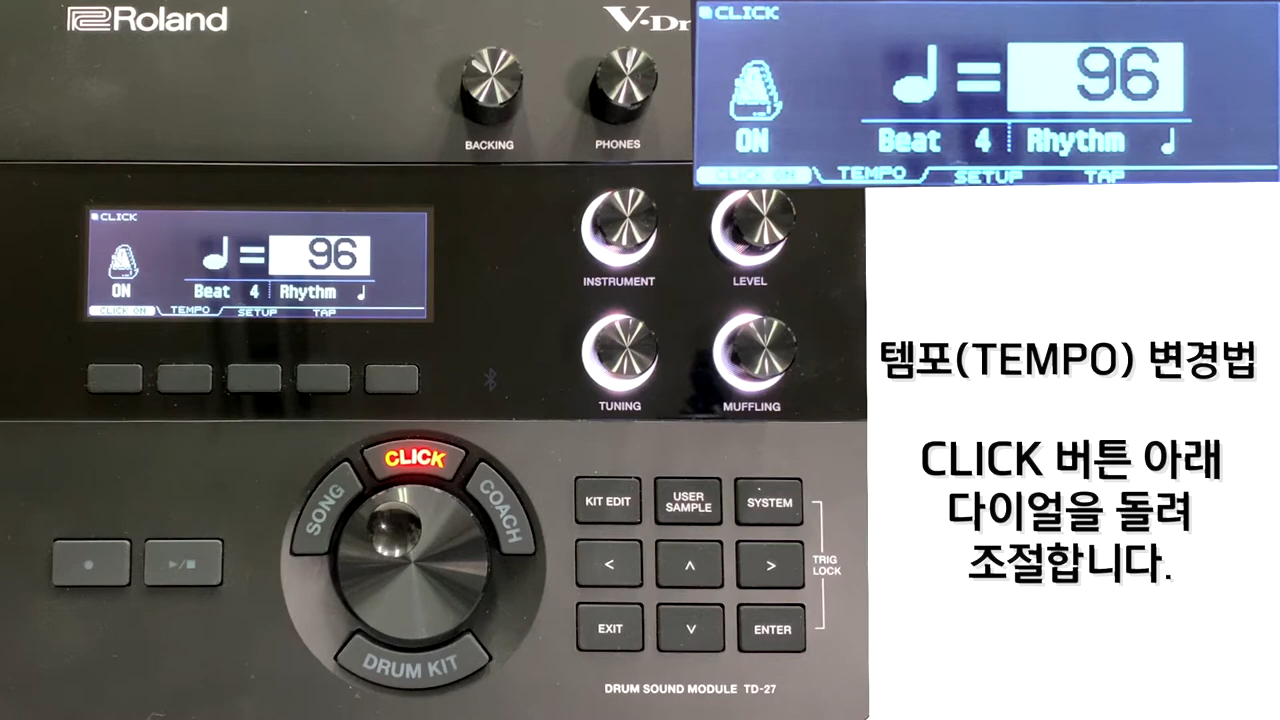 Roland
V-Dr
BACKING
PHONES
CLICK
♩= 96
ON
Beat 4 Rhythm ♩
CLICK ON TEMPO SETUP TAP
CLICK
♩= 96
ON
Beat 4 Rhythm ♩
CLICK ON TEMPO SETUP TAP
INSTRUMENT
LEVEL
TUNING
MUFFLING
템포(TEMPO) 변경법
CLICK 버튼 아래
다이얼을 돌려
조절합니다.
CLICK
SONG
COACH
DRUM KIT
KIT EDIT
USER
SAMPLE
SYSTEM
<
∧
>
TRIG
LOCK
EXIT
∨
ENTER
DRUM SOUND MODULE TD-27